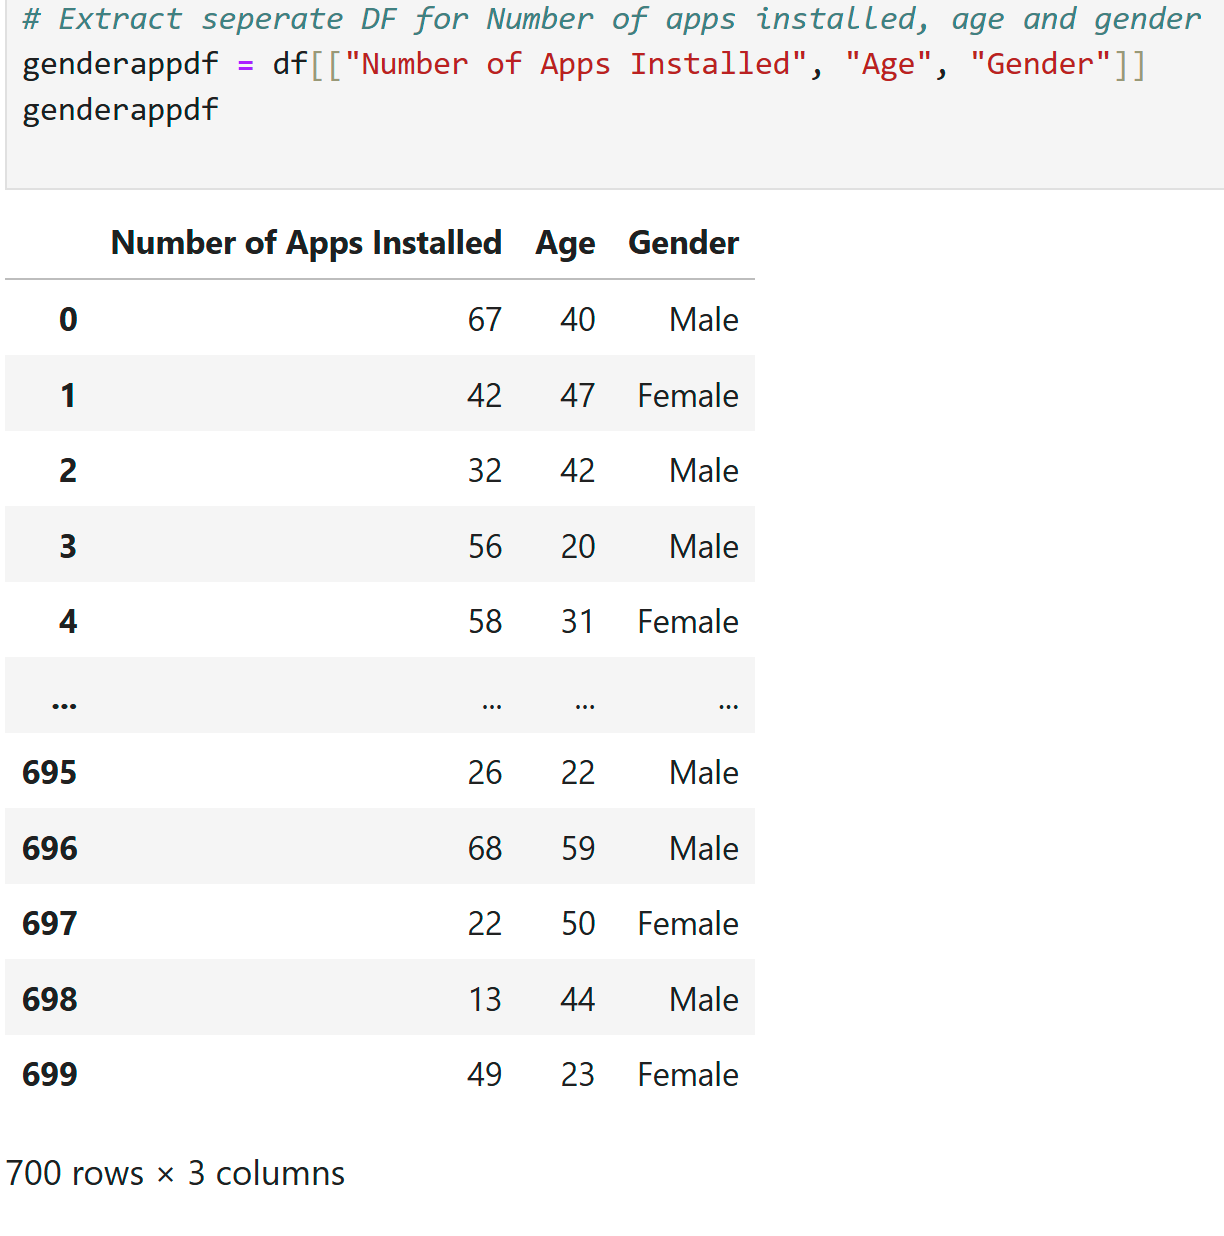 # Extract seperate DF for Number of apps installed, age and gender
genderappdf = df[["Number of Apps Installed", "Age", "Gender"]]
genderappdf
Number of Apps Installed Age Gender
0 67 40 Male
1 42 47 Female
2 32 42 Male
3 56 20 Male
4 58 31 Female
... ... ... ...
695 26 22 Male
696 68 59 Male
697 22 50 Female
698 13 44 Male
699 49 23 Female
700 rows × 3 columns